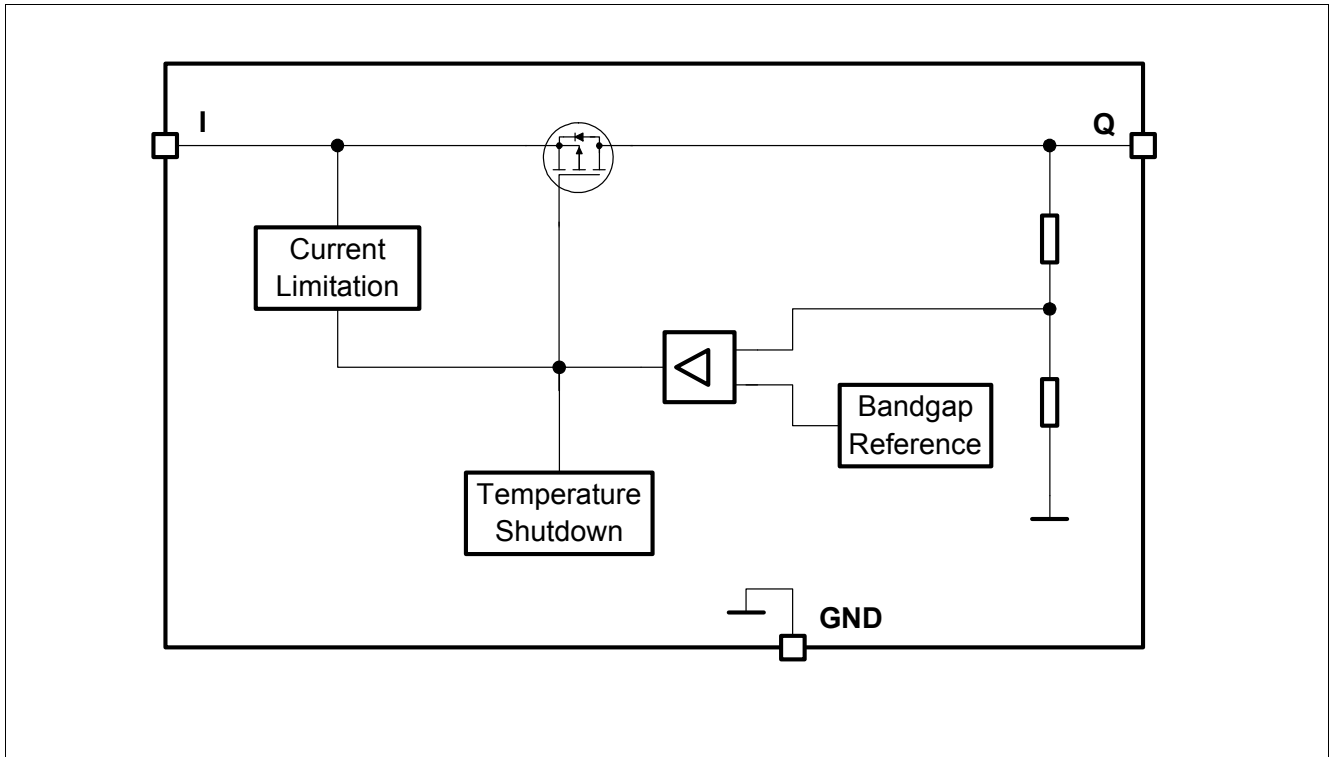 I
Q
Current
Limitation
Bandgap
Reference
Temperature
Shutdown
GND